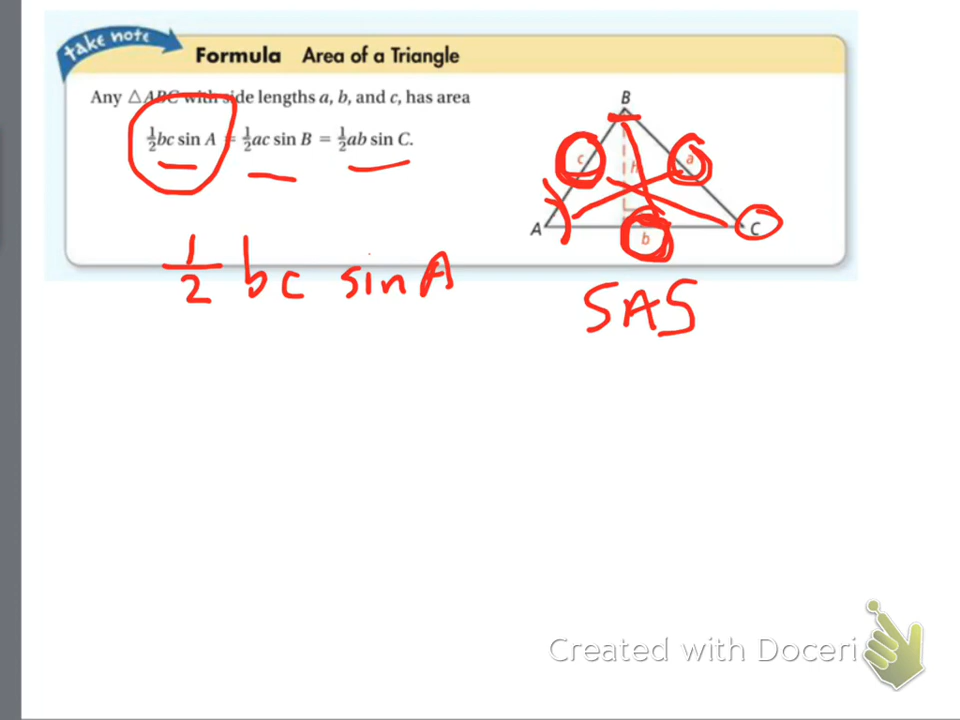 take note
Formula Area of a Triangle
Any △ABC with side lengths a, b, and c, has area
½bc sin A = ½ac sin B = ½ab sin C.
B
c
h
a
A
b
C
1/2 bc sin A
SAS
Created with Doceri